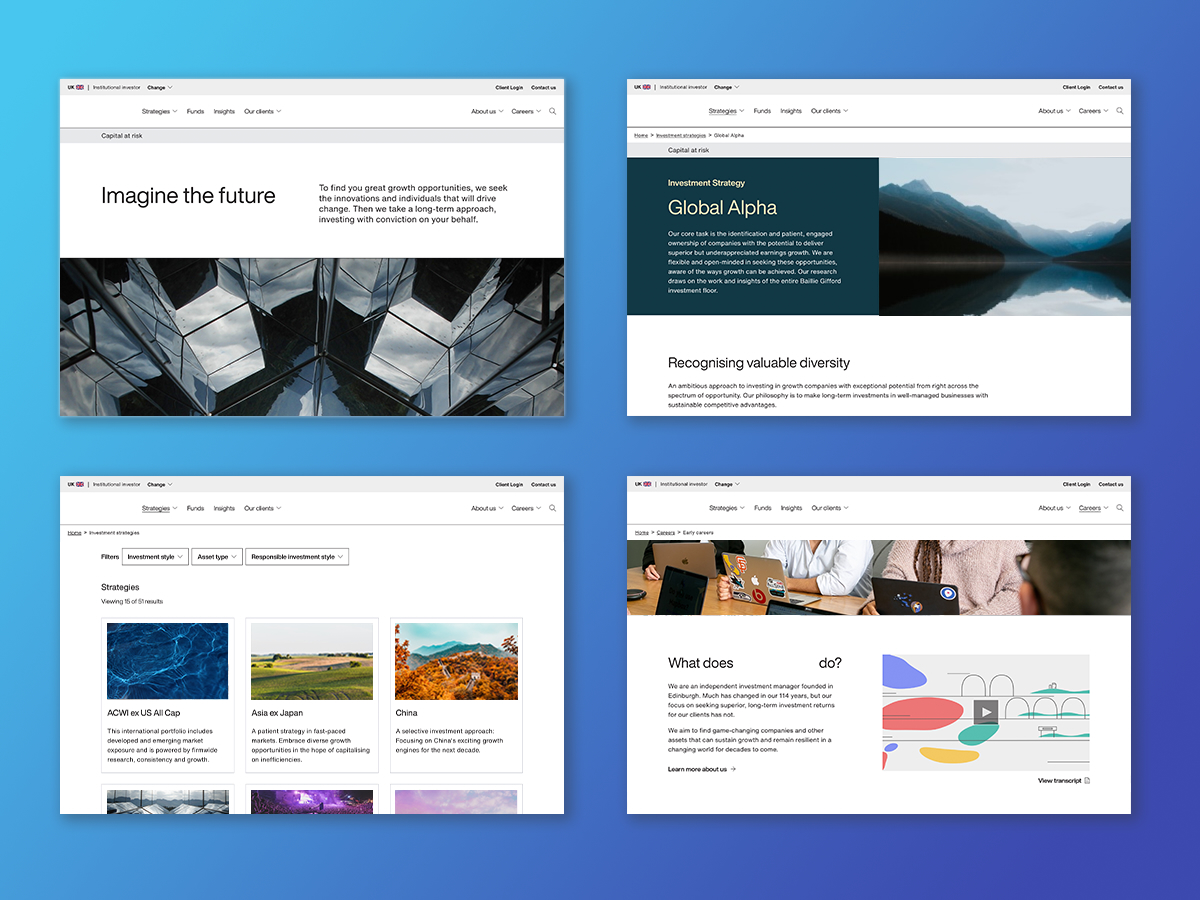 UK | Institutional investor Change
Client Login Contact us
Strategies Funds Insights Our clients
About us Careers
Capital at risk
Imagine the future
To find you great growth opportunities, we seek
the innovations and individuals that will drive
change. Then we take a long-term approach,
investing with conviction on your behalf.
UK | Institutional investor Change
Client Login Contact us
Strategies Funds Insights Our clients
About us Careers
Home > Investment strategies > Global Alpha
Capital at risk
Investment Strategy
Global Alpha
Our core task is the identification and patient, engaged
ownership of companies with the potential to deliver
superior but underappreciated earnings growth. We are
flexible and open-minded in seeking these opportunities,
aware of the ways growth can be achieved. Our research
draws on the work and insights of the entire Baillie Gifford
investment floor.
Recognising valuable diversity
An ambitious approach to investing in growth companies with exceptional potential from right across the
spectrum of opportunity. Our philosophy is to make long-term investments in well-managed businesses with
sustainable competitive advantages.
UK | Institutional investor Change
Client Login Contact us
Strategies Funds Insights Our clients
About us Careers
Home > Investment strategies
Filters Investment style Asset type Responsible investment style
Strategies
Viewing 15 of 51 results
ACWI ex US All Cap
This international portfolio includes
developed and emerging market
exposure and is powered by firmwide
research, consistency and growth.
Asia ex Japan
A patient strategy in fast-paced
markets. Embrace diverse growth
opportunities in the hope of capitalising
on inefficiencies.
China
A selective investment approach:
Focusing on China's exciting growth
engines for the next decade.
UK | Institutional investor Change
Client Login Contact us
Strategies Funds Insights Our clients
About us Careers
Home > Careers > Early careers
What does do?
We are an independent investment manager founded in
Edinburgh. Much has changed in our 114 years, but our
focus on seeking superior, long-term investment returns
for our clients has not.
We aim to find game-changing companies and other
assets that can sustain growth and remain resilient in a
changing world for decades to come.
Learn more about us
View transcript